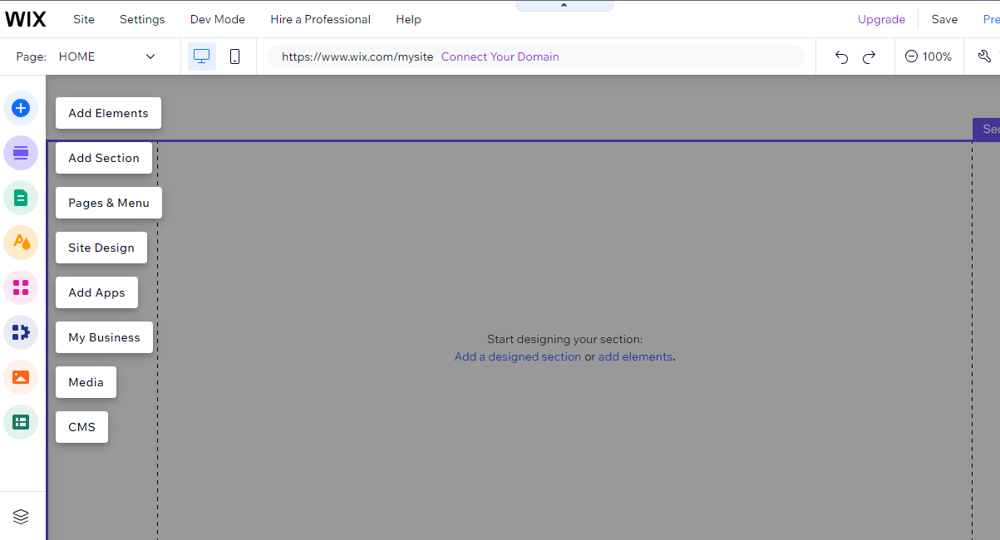 WIX Site Settings Dev Mode Hire a Professional Help Upgrade Save Pre
Page: HOME https://www.wix.com/mysite Connect Your Domain 100%
Add Elements
Sec
Add Section
Pages & Menu
Site Design
Add Apps
My Business
Start designing your section:
Add a designed section or add elements.
Media
CMS